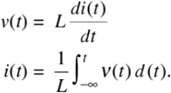 v(t) = L di(t)/dt
i(t) = 1/L ∫_{-∞}^{t} v(t) d(t).